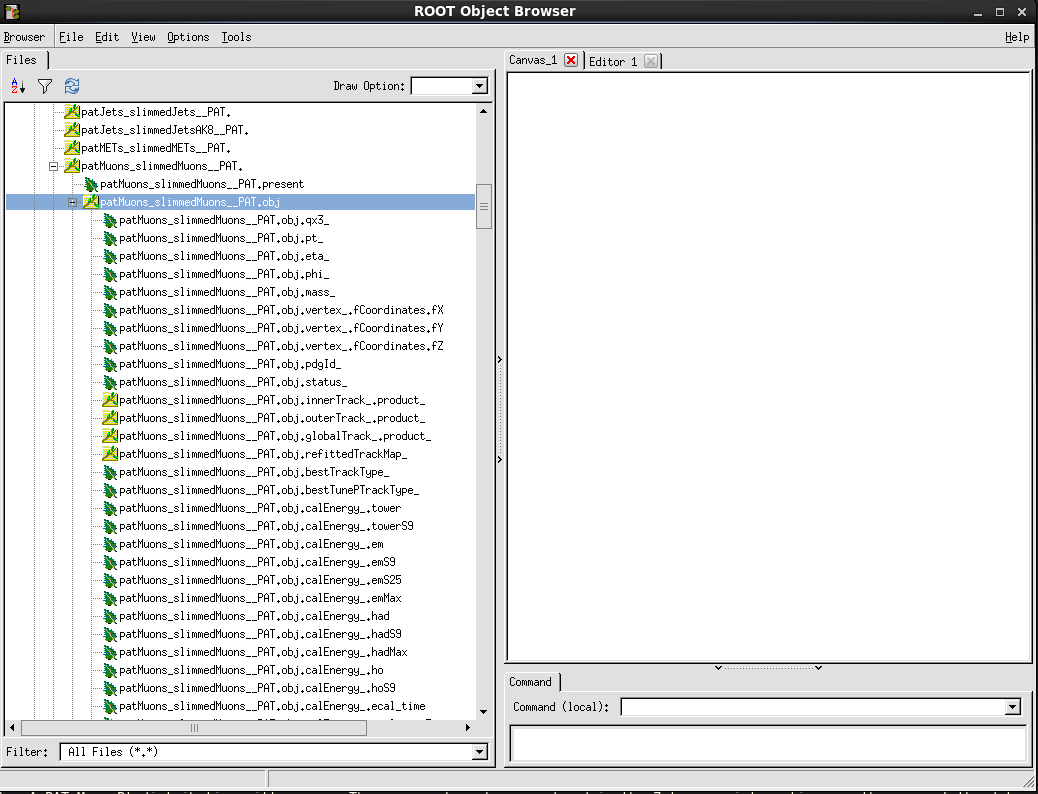 ROOT Object Browser
Browser File Edit View Options Tools Help
Files
Draw Option:
patJets_slimmedJets__PAT.
patJets_slimmedJetsAK8__PAT.
patMETs_slimmedMETs__PAT.
patMuons_slimmedMuons__PAT.
patMuons_slimmedMuons__PAT.present
patMuons_slimmedMuons__PAT.obj
patMuons_slimmedMuons__PAT.obj.qx3_
patMuons_slimmedMuons__PAT.obj.pt_
patMuons_slimmedMuons__PAT.obj.eta_
patMuons_slimmedMuons__PAT.obj.phi_
patMuons_slimmedMuons__PAT.obj.mass_
patMuons_slimmedMuons__PAT.obj.vertex_.fCoordinates.fX
patMuons_slimmedMuons__PAT.obj.vertex_.fCoordinates.fY
patMuons_slimmedMuons__PAT.obj.vertex_.fCoordinates.fZ
patMuons_slimmedMuons__PAT.obj.pdgId_
patMuons_slimmedMuons__PAT.obj.status_
patMuons_slimmedMuons__PAT.obj.innerTrack_.product_
patMuons_slimmedMuons__PAT.obj.outerTrack_.product_
patMuons_slimmedMuons__PAT.obj.globalTrack_.product_
patMuons_slimmedMuons__PAT.obj.refittedTrackMap_
patMuons_slimmedMuons__PAT.obj.bestTrackType_
patMuons_slimmedMuons__PAT.obj.bestTunePTrackType_
patMuons_slimmedMuons__PAT.obj.calEnergy_.tower
patMuons_slimmedMuons__PAT.obj.calEnergy_.towerS9
patMuons_slimmedMuons__PAT.obj.calEnergy_.em
patMuons_slimmedMuons__PAT.obj.calEnergy_.emS9
patMuons_slimmedMuons__PAT.obj.calEnergy_.emS25
patMuons_slimmedMuons__PAT.obj.calEnergy_.emMax
patMuons_slimmedMuons__PAT.obj.calEnergy_.had
patMuons_slimmedMuons__PAT.obj.calEnergy_.hadS9
patMuons_slimmedMuons__PAT.obj.calEnergy_.hadMax
patMuons_slimmedMuons__PAT.obj.calEnergy_.ho
patMuons_slimmedMuons__PAT.obj.calEnergy_.hoS9
patMuons_slimmedMuons__PAT.obj.calEnergy_.ecal_time
Filter: All Files (*.*)
Canvas_1 Editor 1
Command
Command (local):